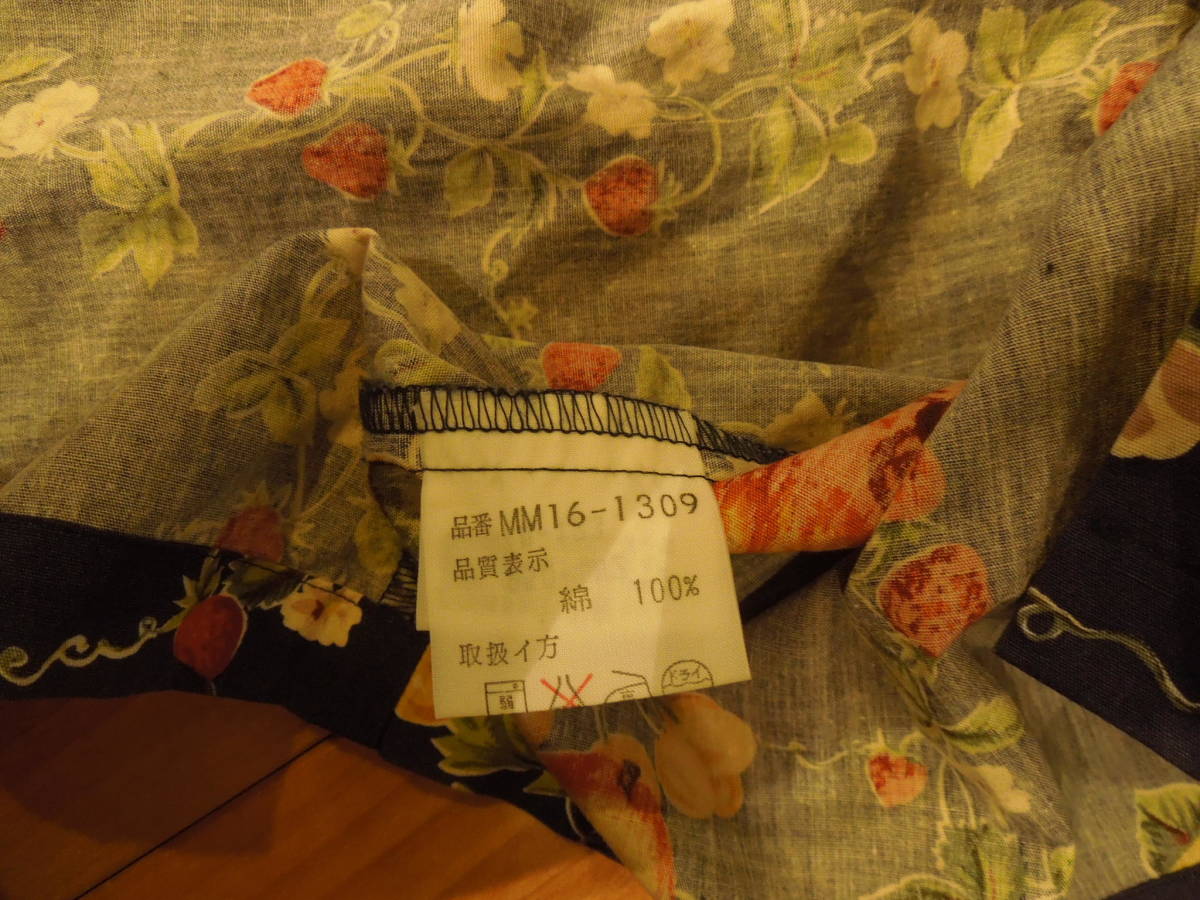 品番 MM16-1309
品質表示
綿 100%
取扱イ方
弱 ドライ